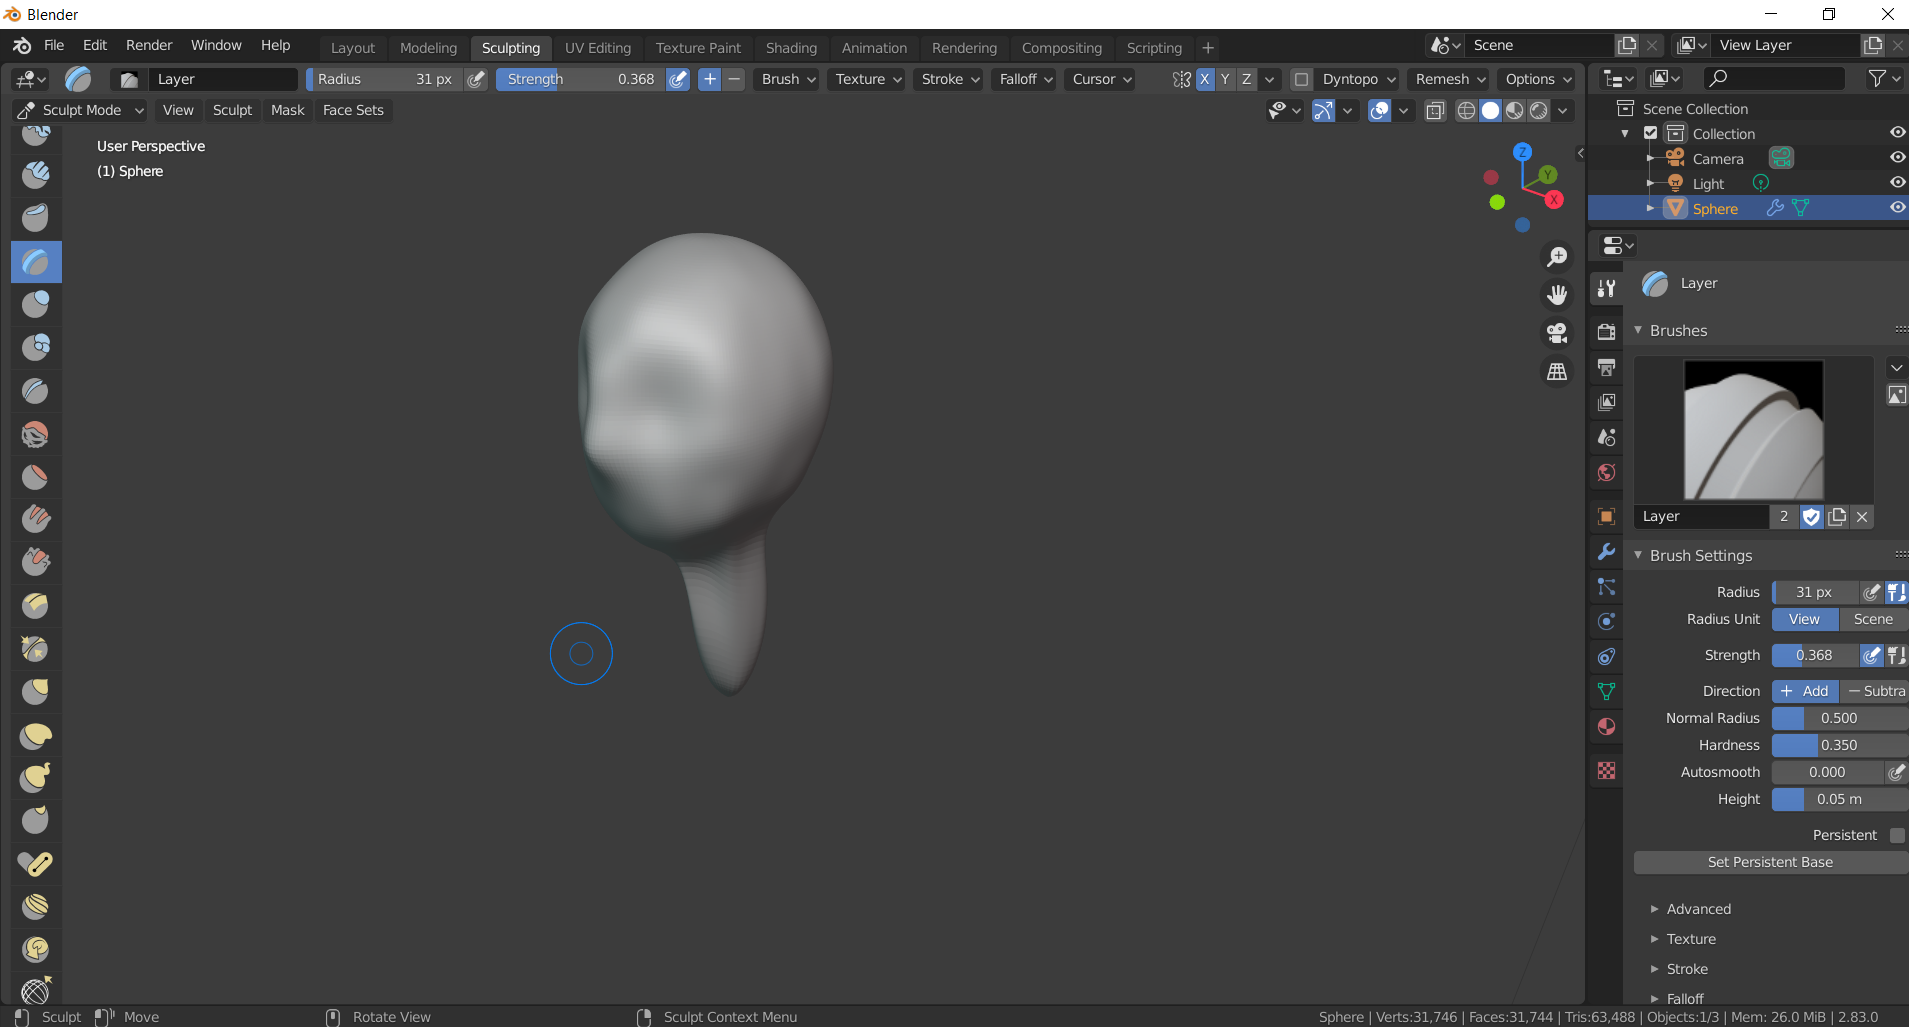 Blender
File Edit Render Window Help Layout Modeling Sculpting UV Editing Texture Paint Shading Animation Rendering Compositing Scripting + Scene View Layer
Layer Radius 31 px Strength 0.368 + − Brush Texture Stroke Falloff Cursor X Y Z Dyntopo Remesh Options
Sculpt Mode View Sculpt Mask Face Sets
User Perspective
(1) Sphere
Z
Y
X
Scene Collection
Collection
Camera
Light
Sphere
Layer
Brushes
Layer 2
Brush Settings
Radius 31 px
Radius Unit View Scene
Strength 0.368
Direction + Add − Subtra
Normal Radius 0.500
Hardness 0.350
Autosmooth 0.000
Height 0.05 m
Persistent
Set Persistent Base
Advanced
Texture
Stroke
Falloff
Sculpt Move Rotate View Sculpt Context Menu Sphere | Verts:31,746 | Faces:31,744 | Tris:63,488 | Objects:1/3 | Mem: 26.0 MiB | 2.83.0